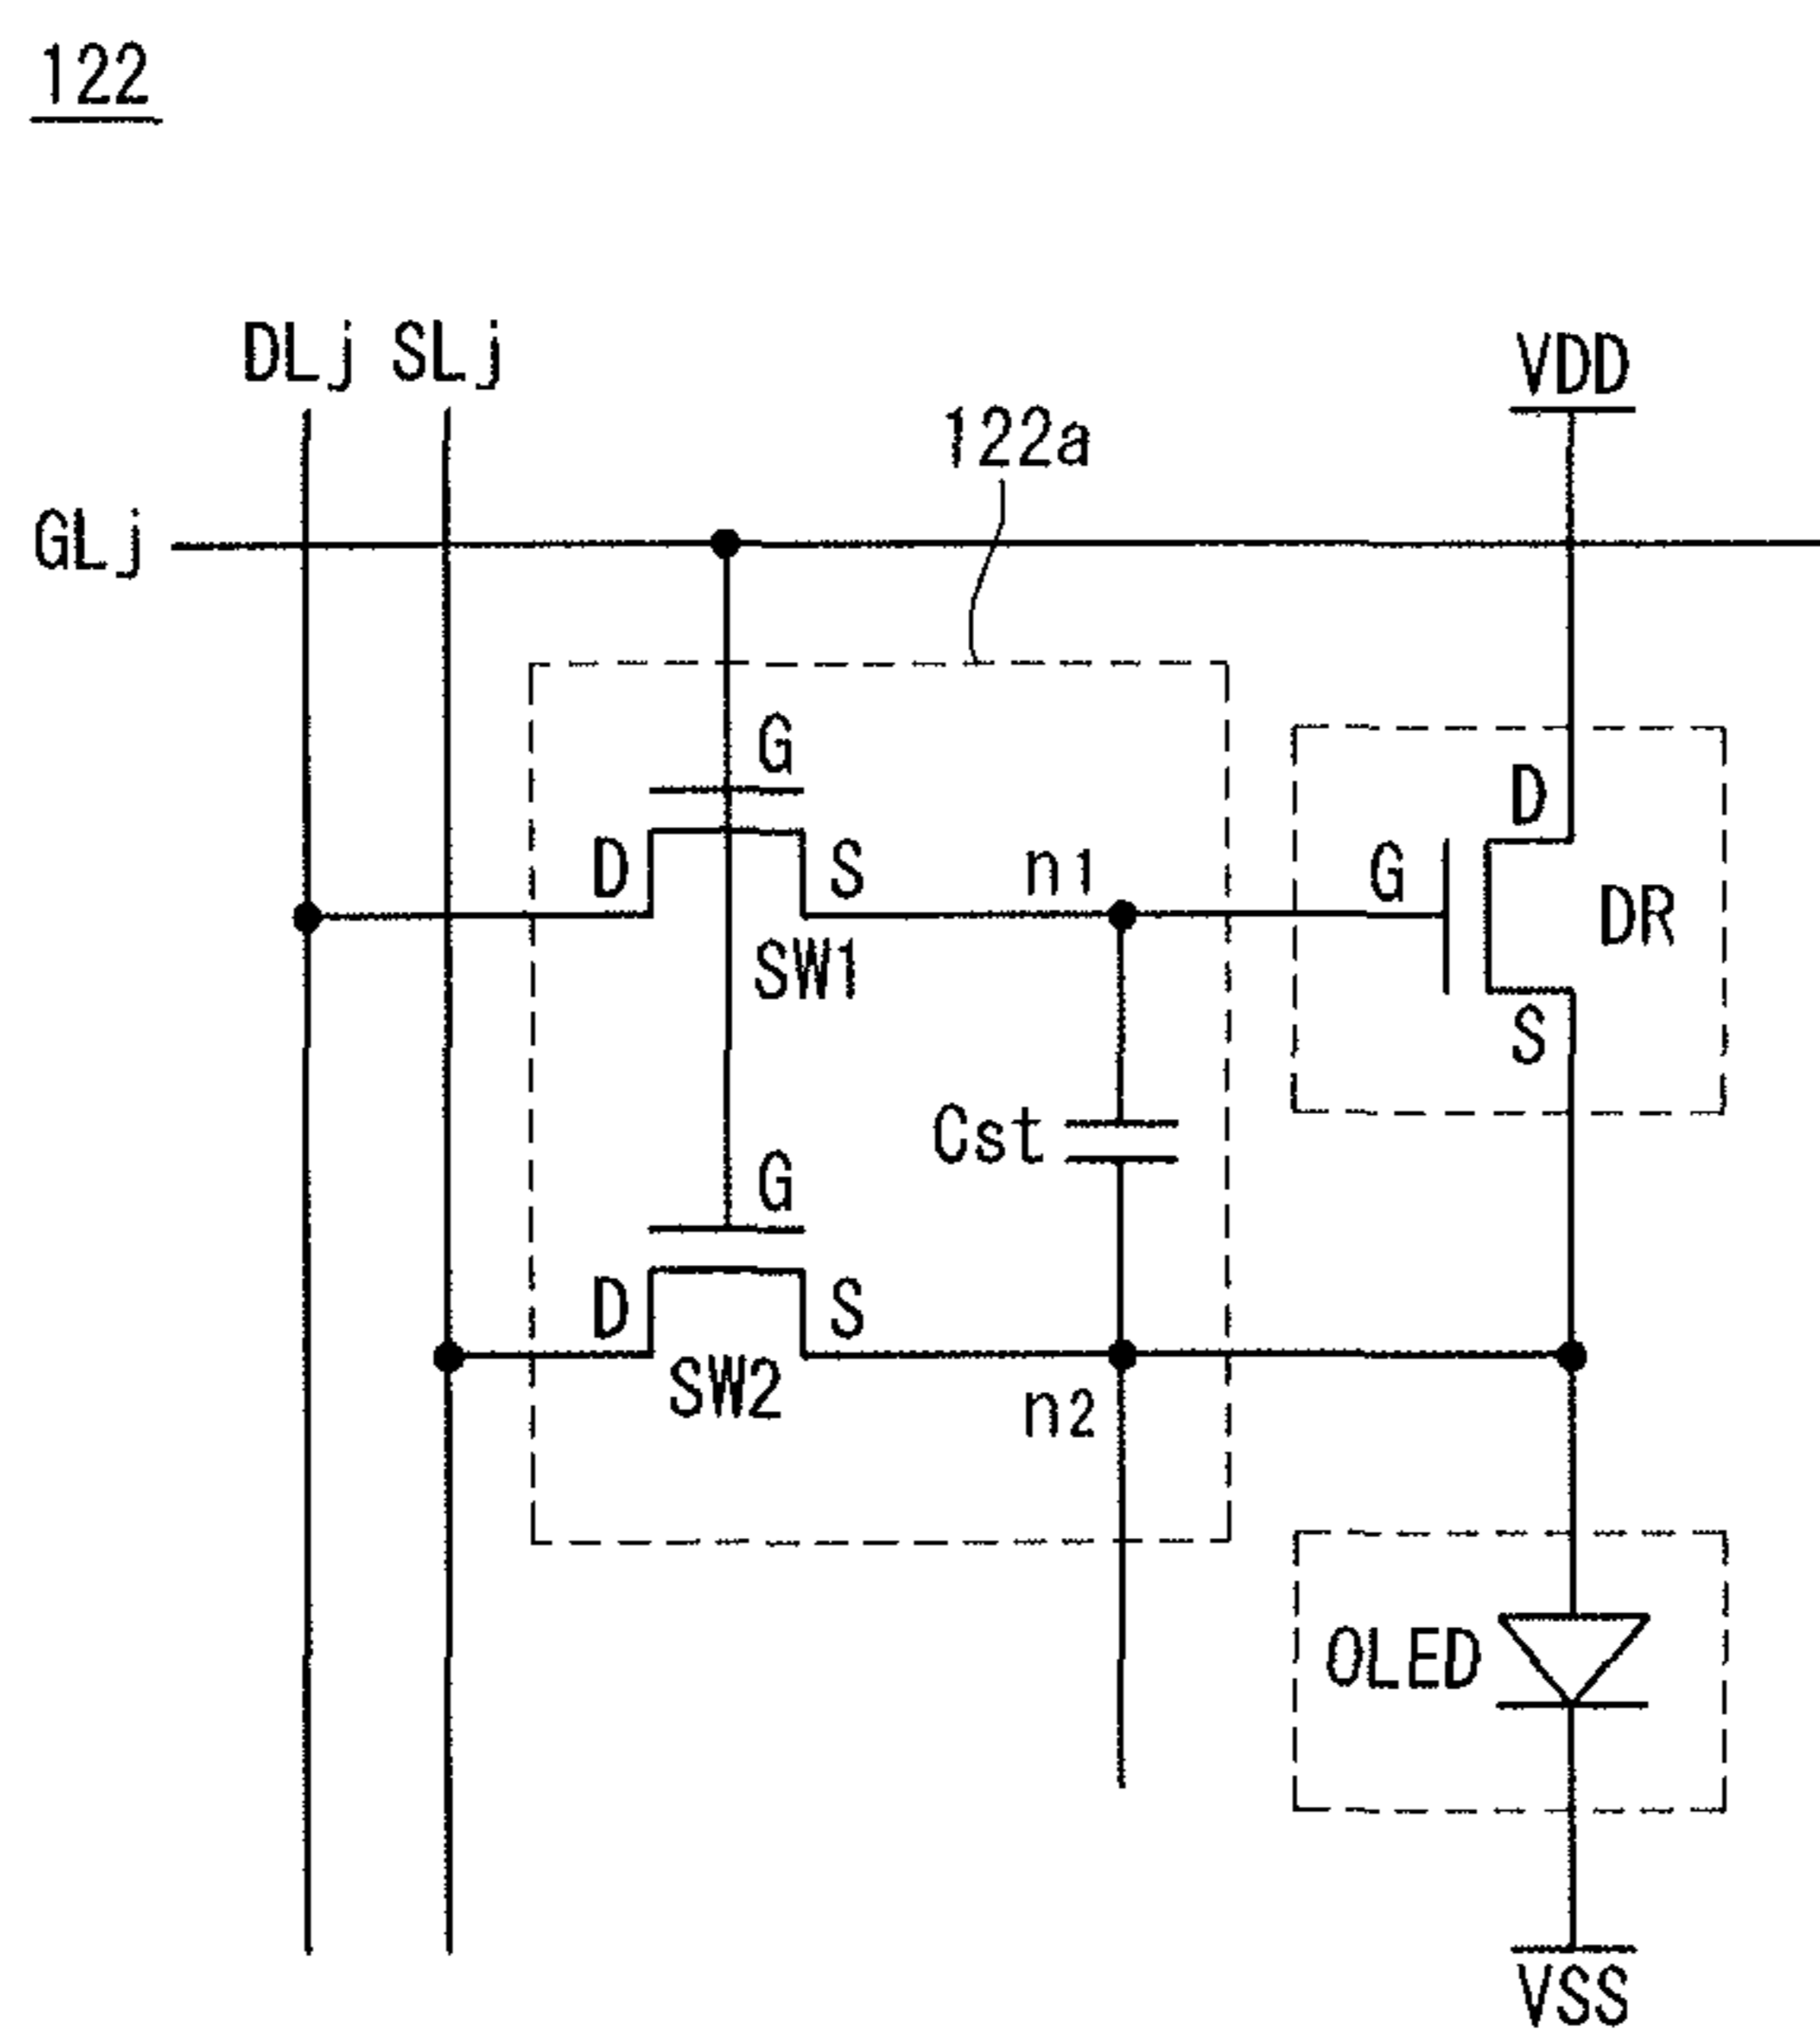 122
DLj SLj
VDD
122a
GLj
G
D
D S n1 G DR
SW1
S
Cst
G
D S
SW2 n2
OLED
VSS